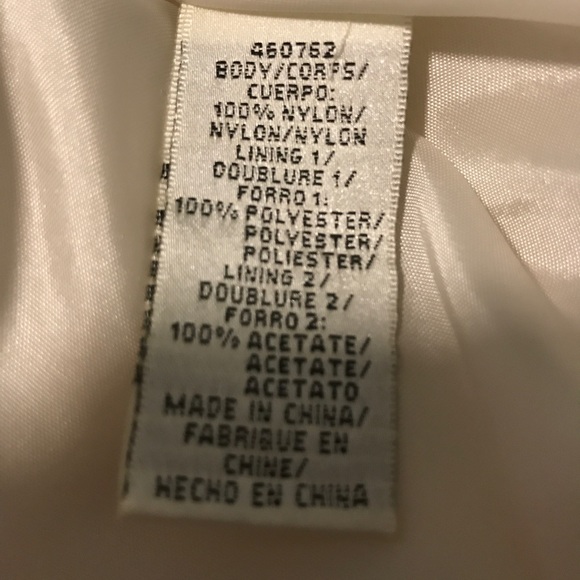 460762
BODY/CORPS/
CUERPO:
100% NYLON/
NYLON/NYLON
LINING 1/
DOUBLURE 1/
FORRO 1:
100% POLYESTER/
POLYESTER/
POLIESTER/
LINING 2/
DOUBLURE 2/
FORRO 2:
100% ACETATE/
ACETATE/
ACETATO
MADE IN CHINA/
FABRIQUE EN
CHINE/
HECHO EN CHINA